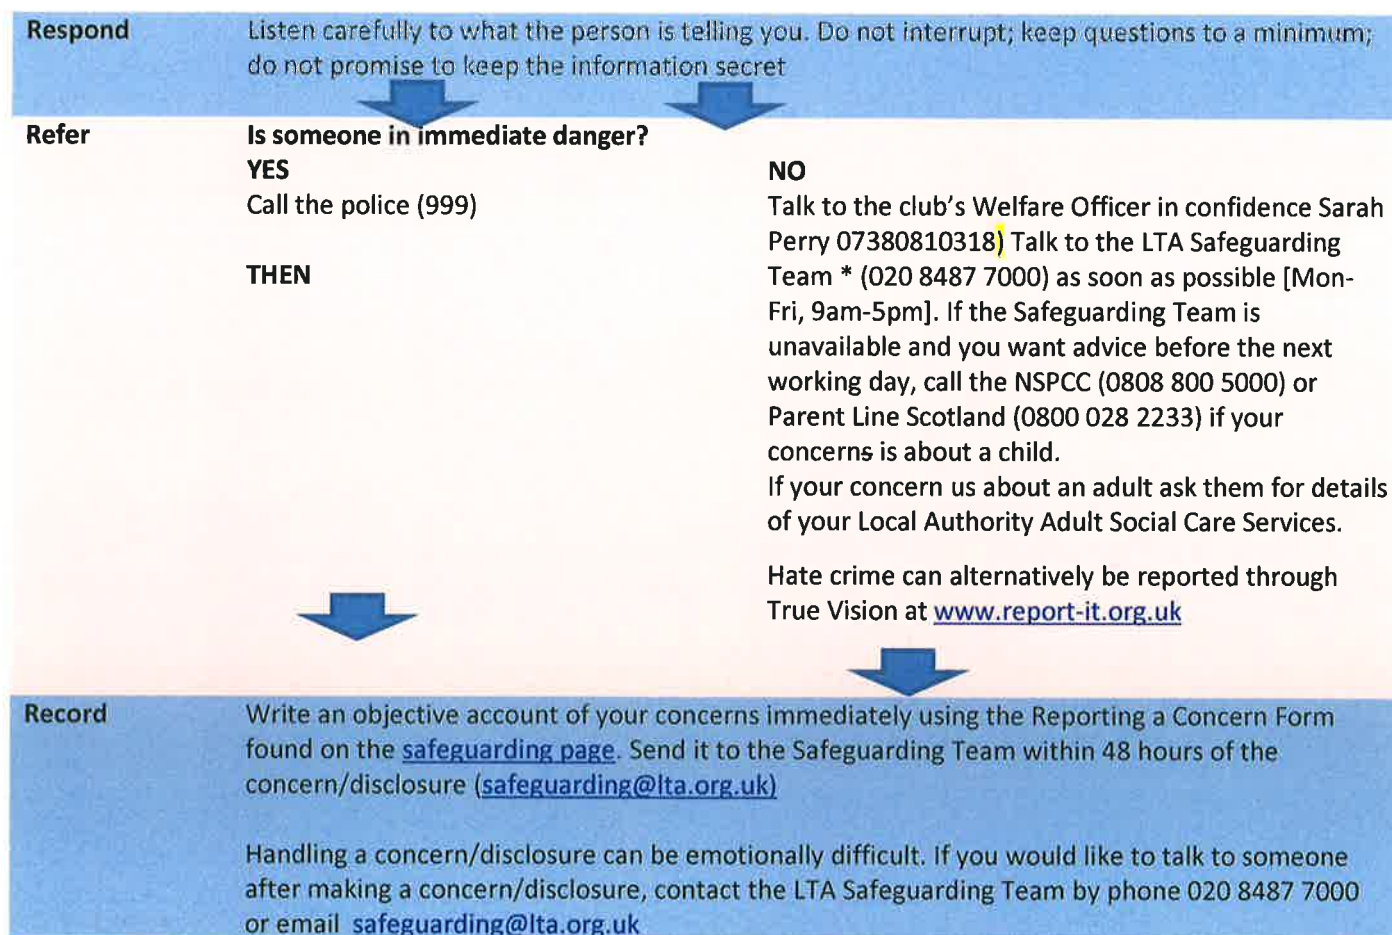 Respond
Listen carefully to what the person is telling you. Do not interrupt; keep questions to a minimum;
do not promise to keep the information secret
Refer
Is someone in immediate danger?
YES
Call the police (999)
THEN
NO
Talk to the club's Welfare Officer in confidence Sarah
Perry 07380810318) Talk to the LTA Safeguarding
Team * (020 8487 7000) as soon as possible [Mon-
Fri, 9am-5pm]. If the Safeguarding Team is
unavailable and you want advice before the next
working day, call the NSPCC (0808 800 5000) or
Parent Line Scotland (0800 028 2233) if your
concerns is about a child.
If your concern us about an adult ask them for details
of your Local Authority Adult Social Care Services.
Hate crime can alternatively be reported through
True Vision at www.report-it.org.uk
Record
Write an objective account of your concerns immediately using the Reporting a Concern Form
found on the safeguarding page. Send it to the Safeguarding Team within 48 hours of the
concern/disclosure (safeguarding@lta.org.uk)
Handling a concern/disclosure can be emotionally difficult. If you would like to talk to someone
after making a concern/disclosure, contact the LTA Safeguarding Team by phone 020 8487 7000
or email safeguarding@lta.org.uk